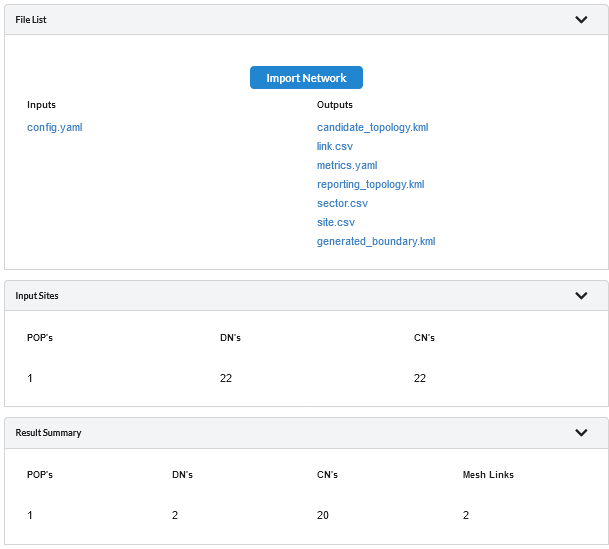 File List
Import Network
Inputs
Outputs
config.yaml
candidate_topology.kml
link.csv
metrics.yaml
reporting_topology.kml
sector.csv
site.csv
generated_boundary.kml
Input Sites
POP's DN's CN's
1 22 22
Result Summary
POP's DN's CN's Mesh Links
1 2 20 2